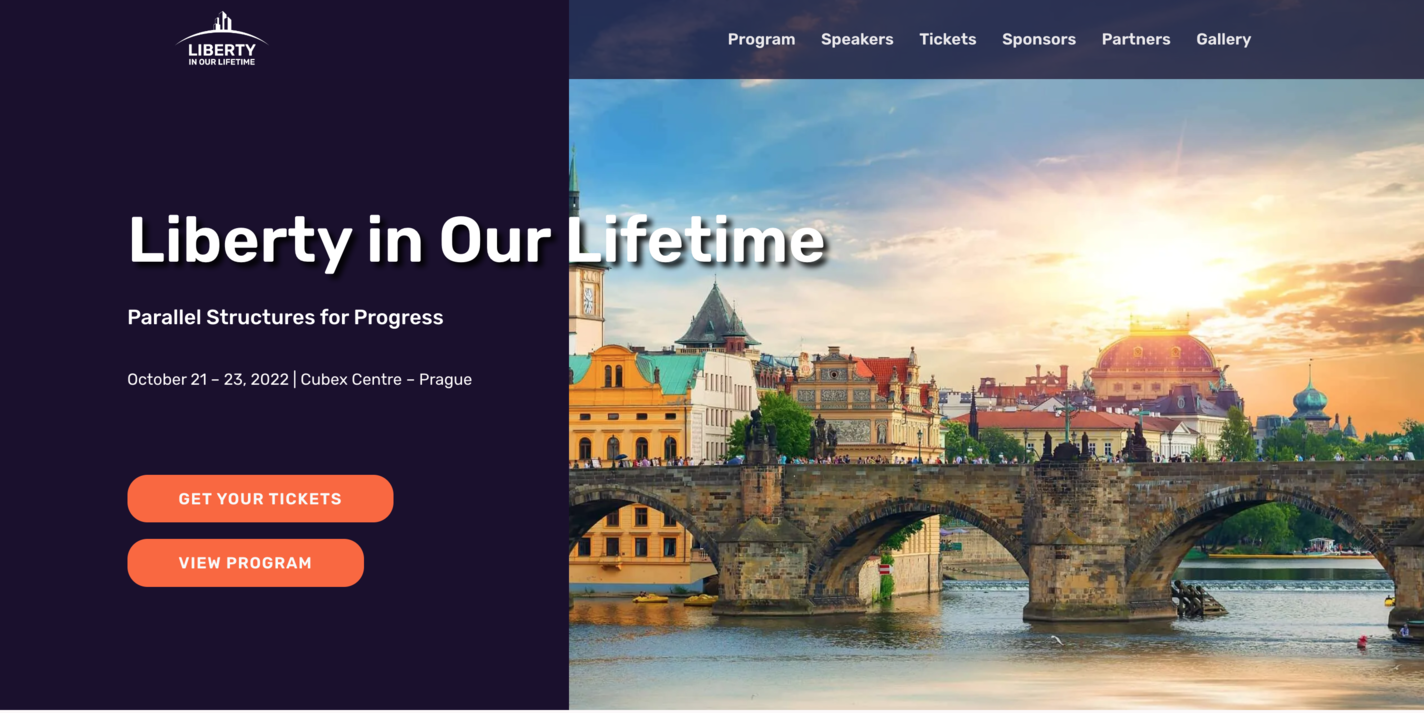 LIBERTY
IN OUR LIFETIME
Program Speakers Tickets Sponsors Partners Gallery
Liberty in Our Lifetime
Parallel Structures for Progress
October 21 – 23, 2022 | Cubex Centre – Prague
GET YOUR TICKETS
VIEW PROGRAM